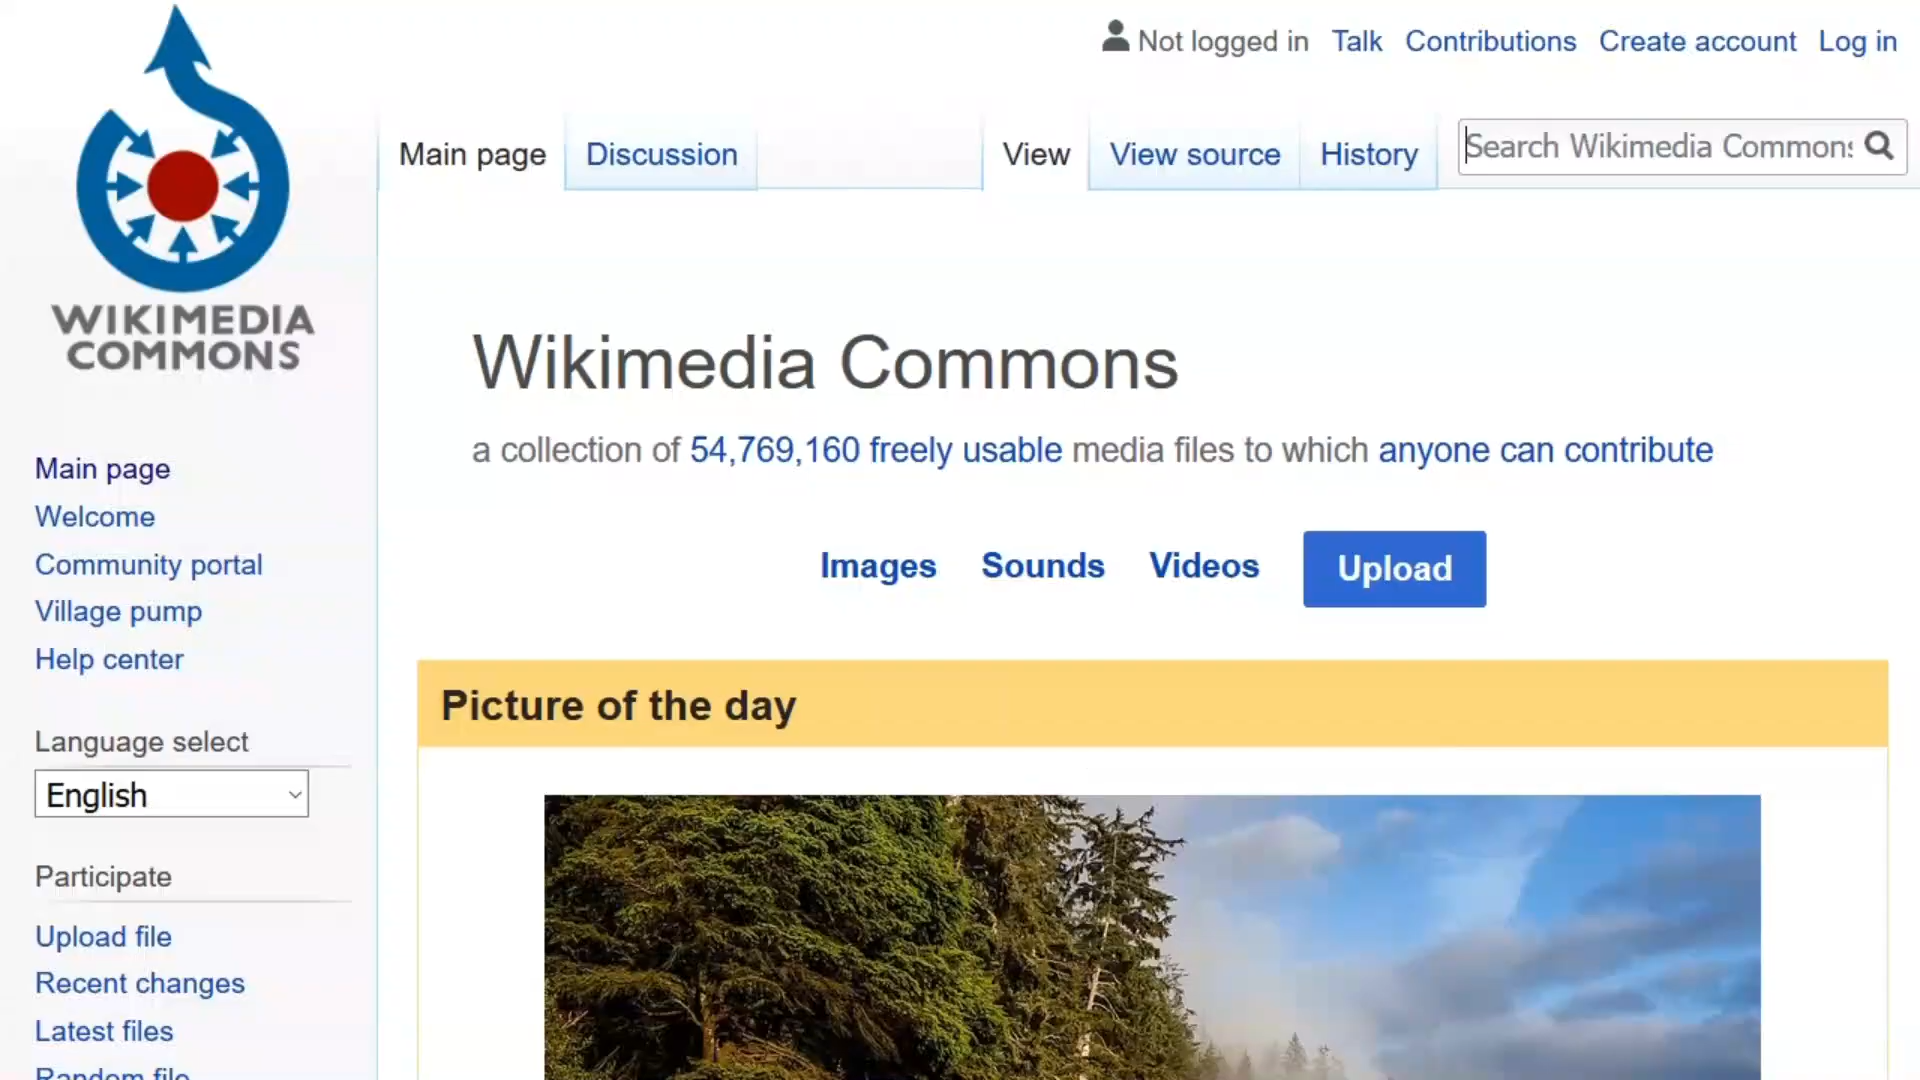 Not logged in Talk Contributions Create account Log in
Main page Discussion View View source History Search Wikimedia Commons
WIKIMEDIA
COMMONS
Wikimedia Commons
a collection of 54,769,160 freely usable media files to which anyone can contribute
Images Sounds Videos Upload
Main page
Welcome
Community portal
Village pump
Help center
Language select
English
Participate
Upload file
Recent changes
Latest files
Random file
Picture of the day